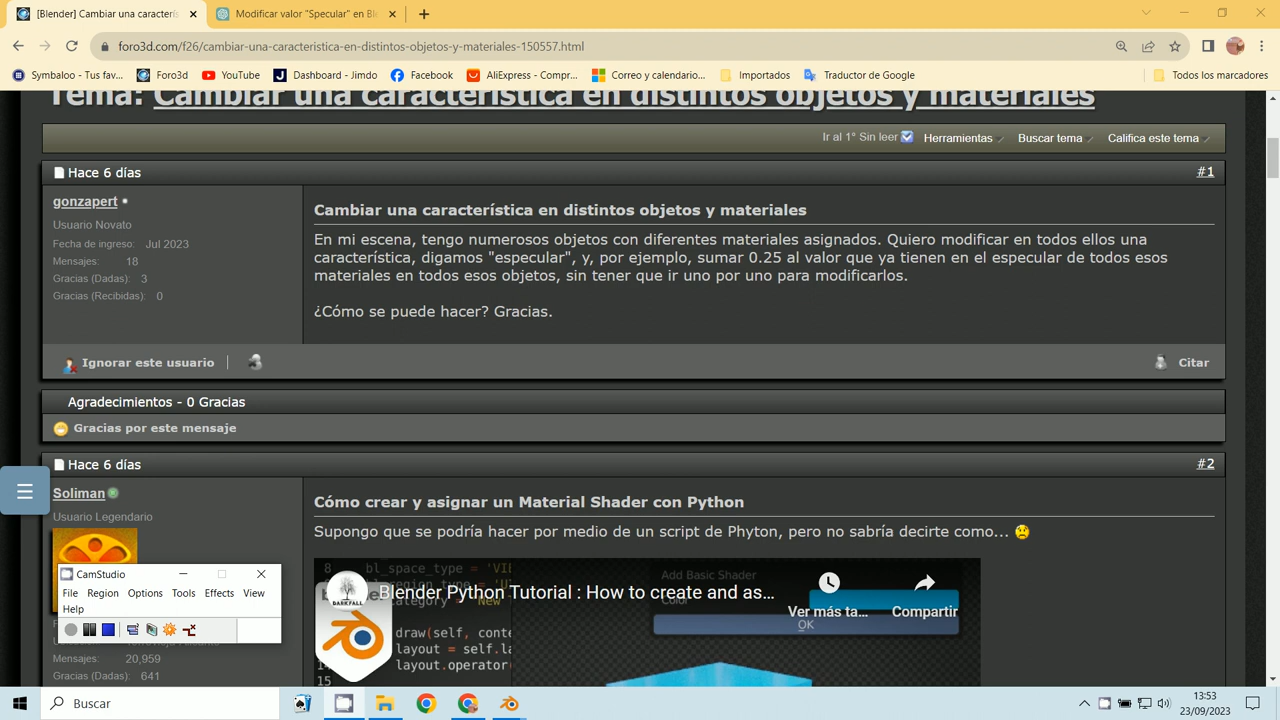 [Blender] Cambiar una caracterís
Modificar valor "Specular" en Ble
foro3d.com/f26/cambiar-una-caracteristica-en-distintos-objetos-y-materiales-150557.html
Symbaloo - Tus fav...
Foro3d
YouTube
Dashboard - Jimdo
Facebook
AliExpress - Compr...
Correo y calendario...
Importados
Traductor de Google
Todos los marcadores
Tema: Cambiar una característica en distintos objetos y materiales
Ir al 1° Sin leer
Herramientas
Buscar tema
Califica este tema
Hace 6 días
#1
gonzapert
Usuario Novato
Fecha de ingreso: Jul 2023
Mensajes: 18
Gracias (Dadas): 3
Gracias (Recibidas): 0
Cambiar una característica en distintos objetos y materiales
En mi escena, tengo numerosos objetos con diferentes materiales asignados. Quiero modificar en todos ellos una
característica, digamos "especular", y, por ejemplo, sumar 0.25 al valor que ya tienen en el especular de todos esos
materiales en todos esos objetos, sin tener que ir uno por uno para modificarlos.
¿Cómo se puede hacer? Gracias.
Ignorar este usuario
Citar
Agradecimientos - 0 Gracias
Gracias por este mensaje
Hace 6 días
#2
Soliman
Usuario Legendario
Cómo crear y asignar un Material Shader con Python
Supongo que se podría hacer por medio de un script de Phyton, pero no sabría decirte como...
8 bl_space_type = 'VIE
Add Basic Shader
Color
Blender Python Tutorial : How to create and as...
DARKFALL
Ver más ta...
Compartir
OK
New
draw(self, conte
layout = self.la
layout.operator(
15
CamStudio
File Region Options Tools Effects View
Help
Mensajes: 20,959
Gracias (Dadas): 641
Buscar
13:53
23/09/2023